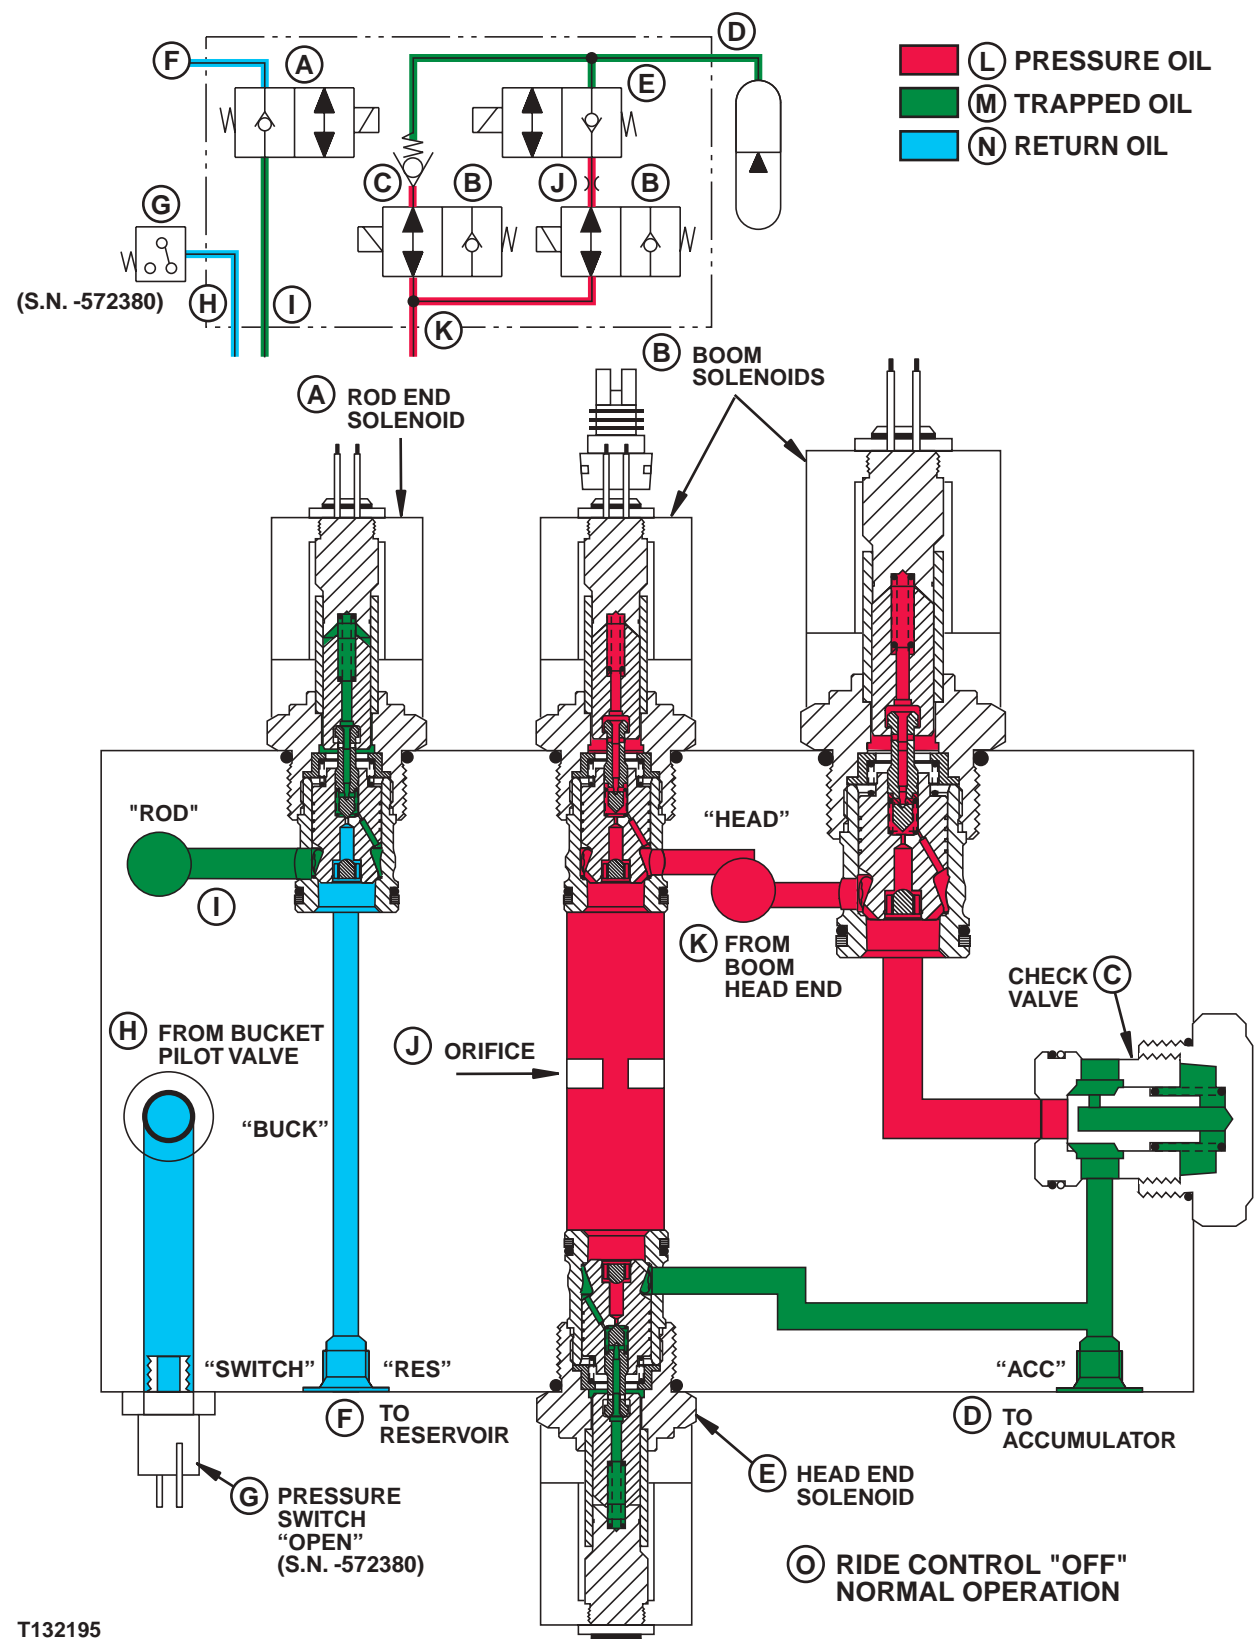 D
F
A
L PRESSURE OIL
E
M TRAPPED OIL
N RETURN OIL
C
B
J
B
G
(S.N. -572380)
H
I
K
B BOOM
SOLENOIDS
A ROD END
SOLENOID
"ROD"
“HEAD”
I
K FROM
BOOM
HEAD END
CHECK C
VALVE
H FROM BUCKET
PILOT VALVE
J ORIFICE
“BUCK”
“SWITCH”
“RES”
“ACC”
F TO
RESERVOIR
D TO
ACCUMULATOR
E HEAD END
SOLENOID
G PRESSURE
SWITCH
“OPEN”
(S.N. -572380)
O RIDE CONTROL "OFF"
NORMAL OPERATION
T132195